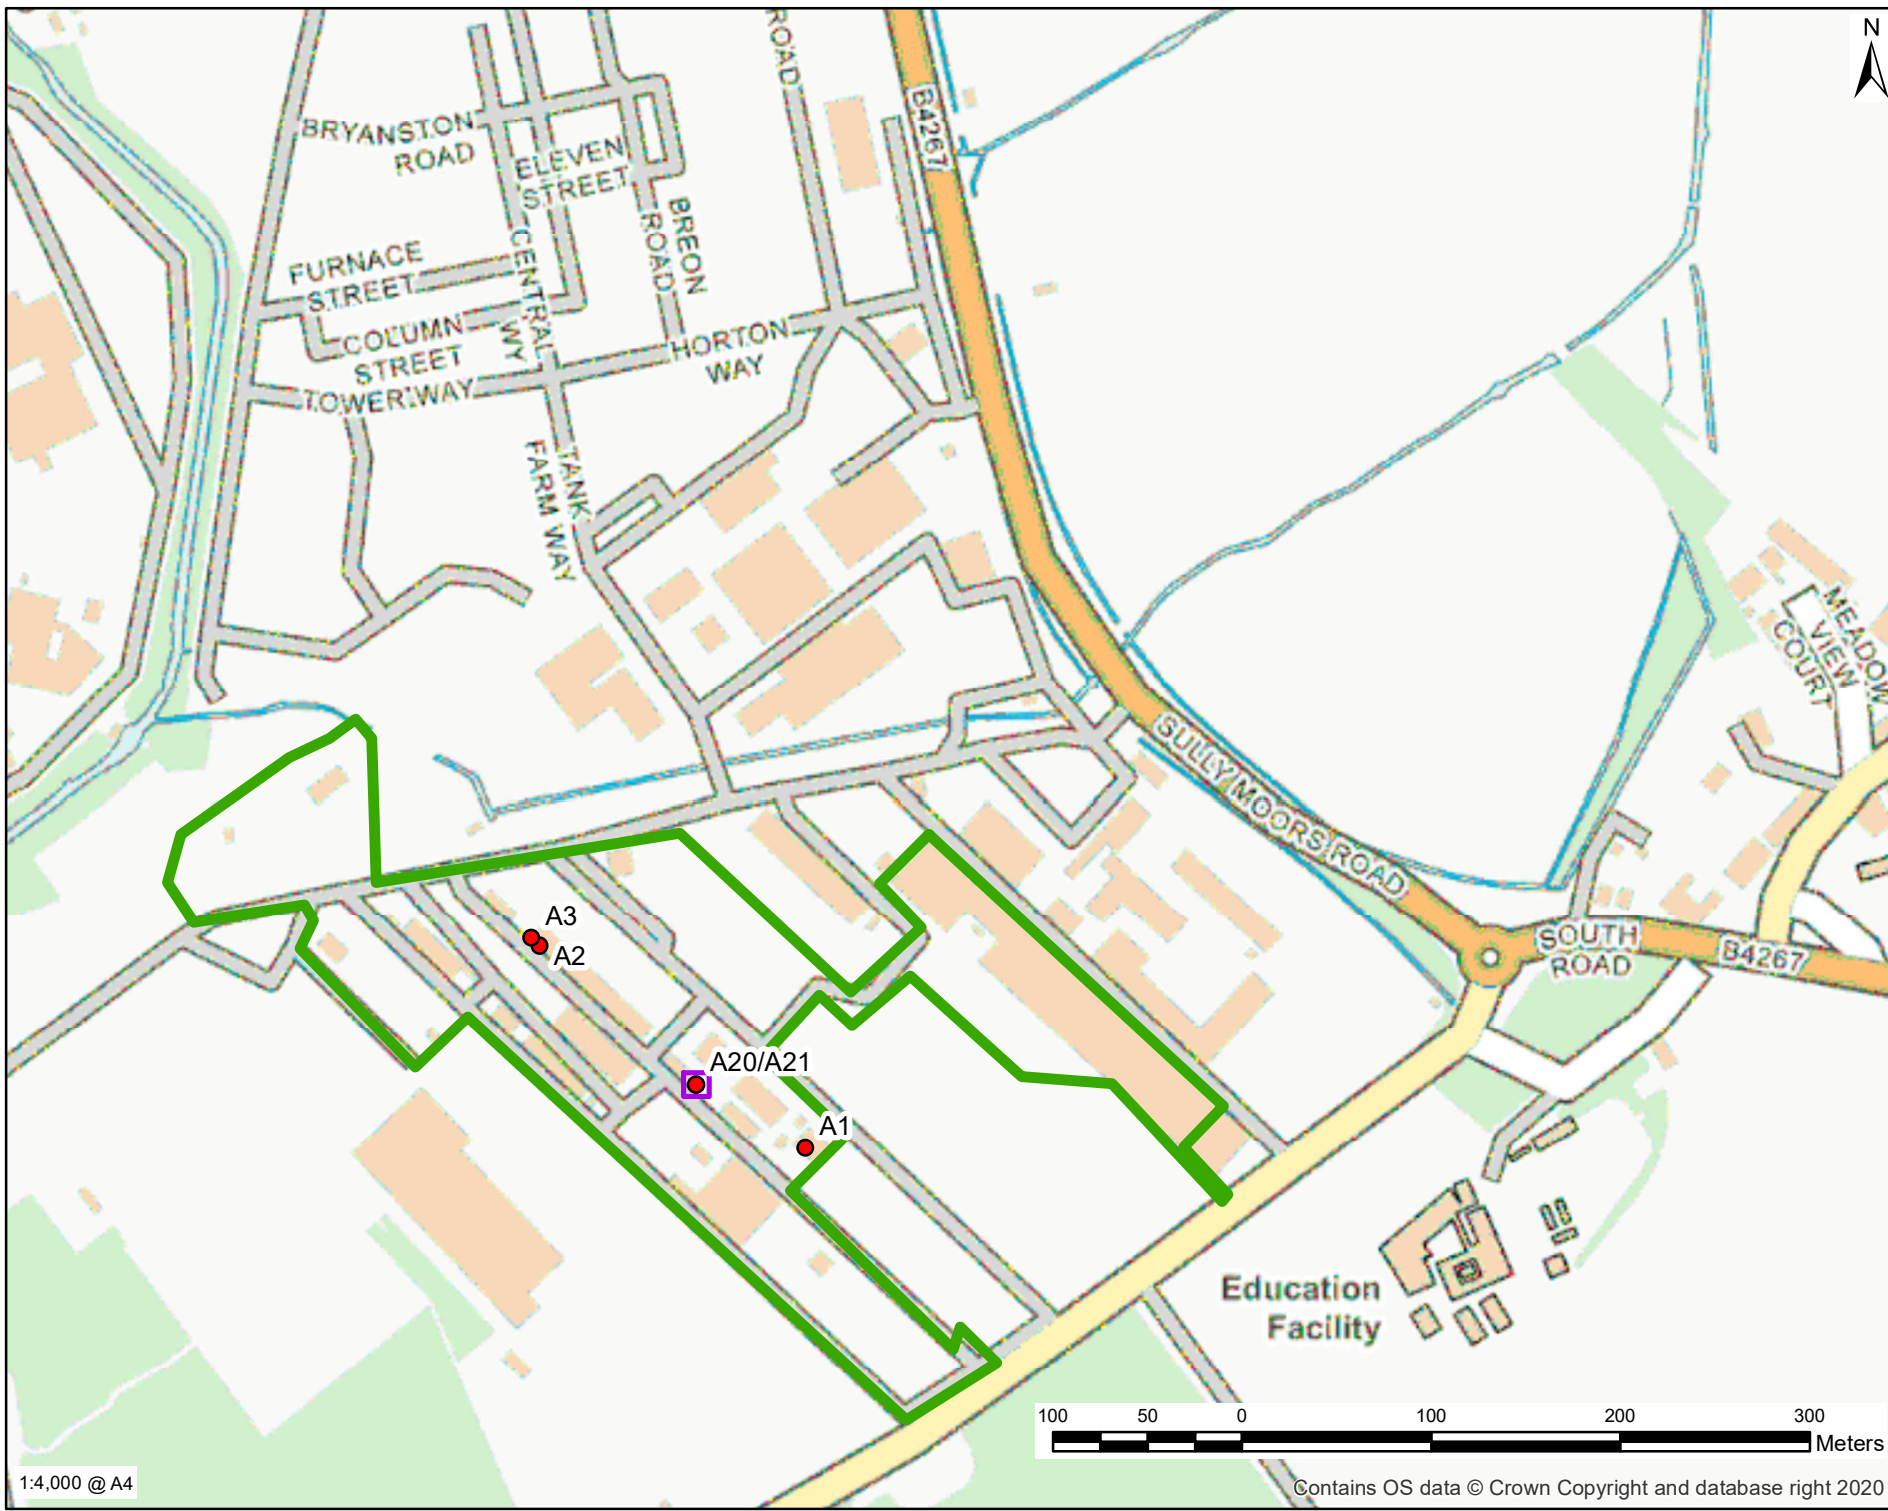 N
ROAD
B4267
BRYANSTON
ROAD
ELEVEN
STREET
BREON
ROAD
CENTRAL
WY
FURNACE
STREET
COLUMN
STREET
TOWER WAY
HORTON
WAY
TANK
FARM WAY
MEADOW
VIEW
COURT
SULLY MOORS ROAD
A3
A2
SOUTH
ROAD
B4267
A20/A21
A1
Education
Facility
100 50 0 100 200 300
Meters
1:4,000 @ A4
Contains OS data © Crown Copyright and database right 2020